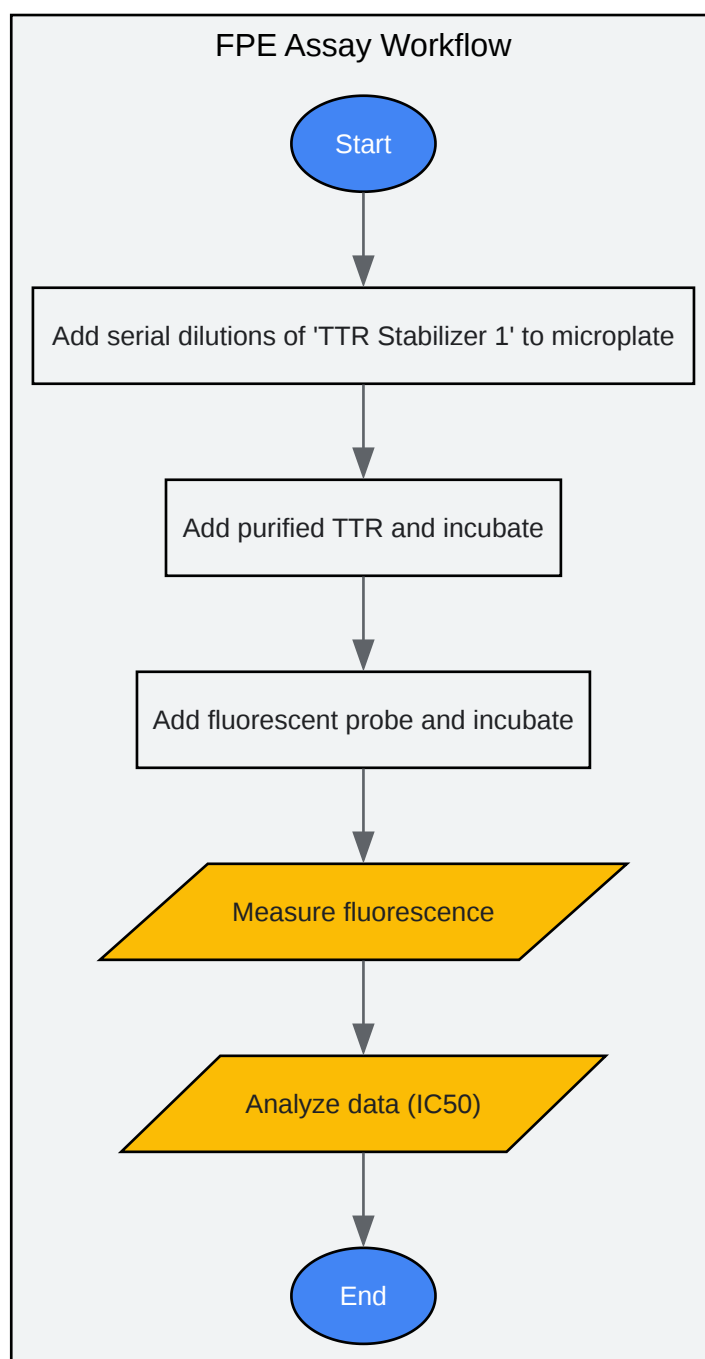 FPE Assay Workflow
Start
Add serial dilutions of 'TTR Stabilizer 1' to microplate
Add purified TTR and incubate
Add fluorescent probe and incubate
Measure fluorescence
Analyze data (IC50)
End